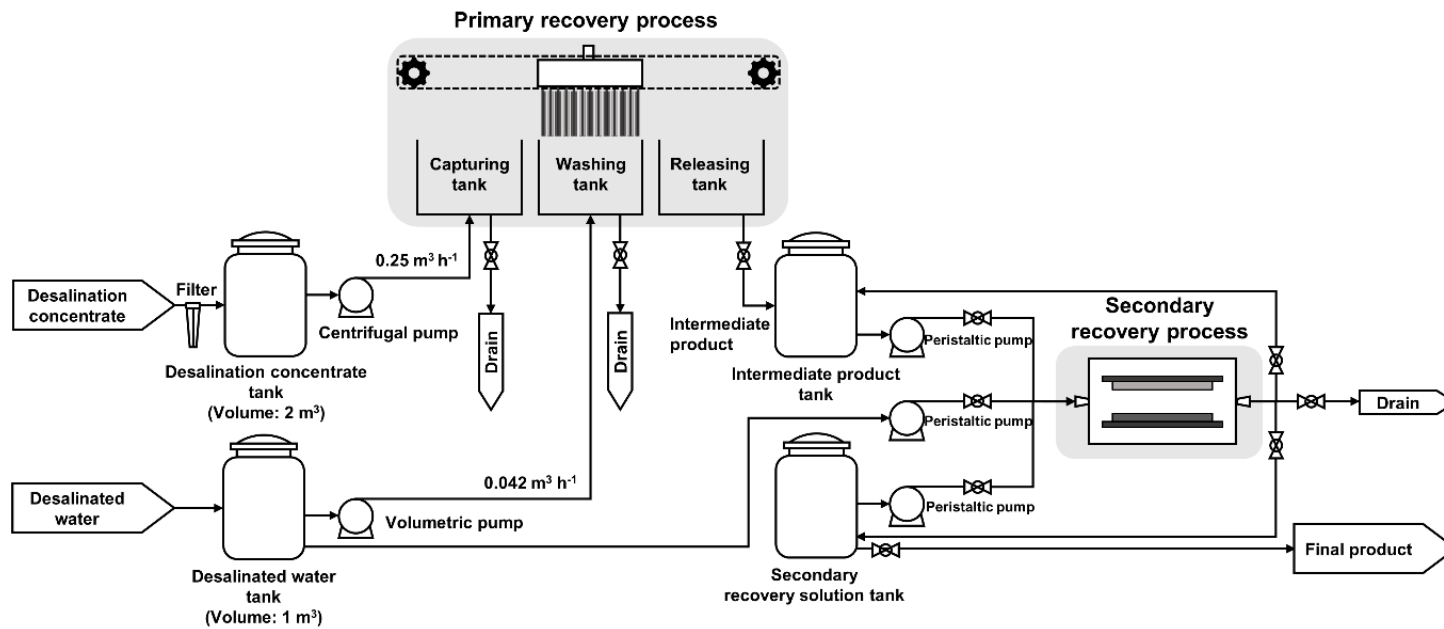 Primary recovery process
Capturing
tank
Washing
tank
Releasing
tank
0.25 m³ h⁻¹
Desalination
concentrate
Filter
Centrifugal pump
Desalination concentrate
tank
(Volume: 2 m³)
Drain
Drain
Intermediate
product
Peristaltic pump
Intermediate product
tank
Secondary
recovery process
Drain
Peristaltic pump
Desalinated
water
0.042 m³ h⁻¹
Volumetric pump
Desalinated water
tank
(Volume: 1 m³)
Peristaltic pump
Secondary
recovery solution tank
Final product